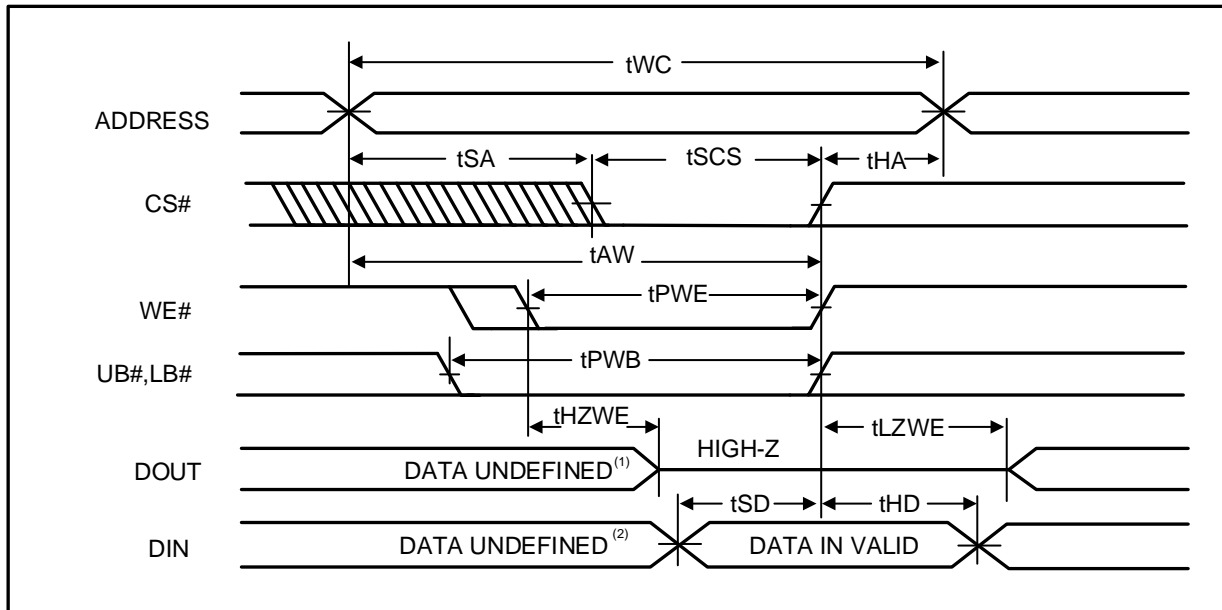 tWC
ADDRESS
tSA
tSCS
tHA
CS#
tAW
WE#
tPWE
UB#,LB#
tPWB
tHZWE
tLZWE
DOUT
DATA UNDEFINED(1)
HIGH-Z
tSD
tHD
DIN
DATA UNDEFINED(2)
DATA IN VALID